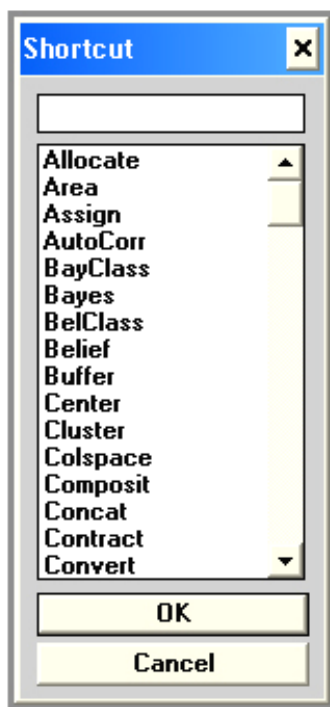 Shortcut
Allocate
Area
Assign
AutoCorr
BayClass
Bayes
BelClass
Belief
Buffer
Center
Cluster
Colspace
Composit
Concat
Contract
Convert
OK
Cancel